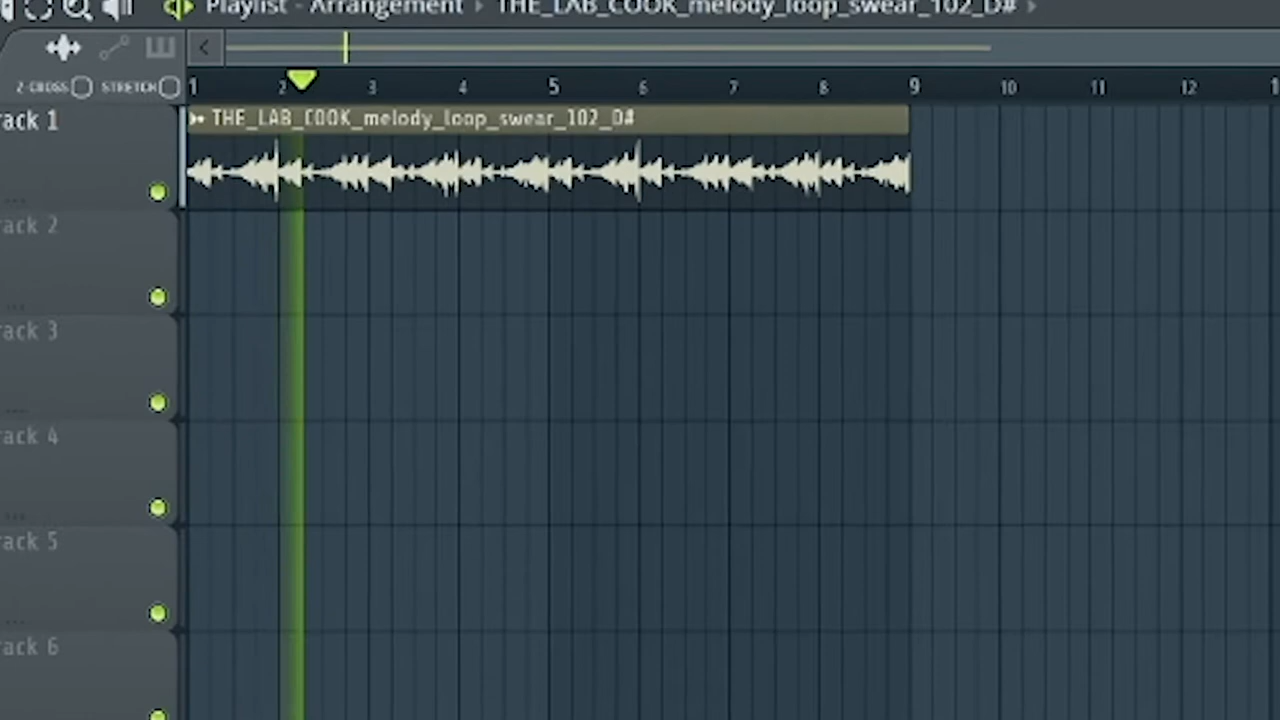 Playlist - Arrangement › THE_LAB_COOK_melody_loop_swear_102_D# ›
Z-CROSS STRETCH
1 2 3 4 5 6 7 8 9 10 11 12
THE_LAB_COOK_melody_loop_swear_102_D#
ack 1
ack 2
ack 3
ack 4
ack 5
ack 6